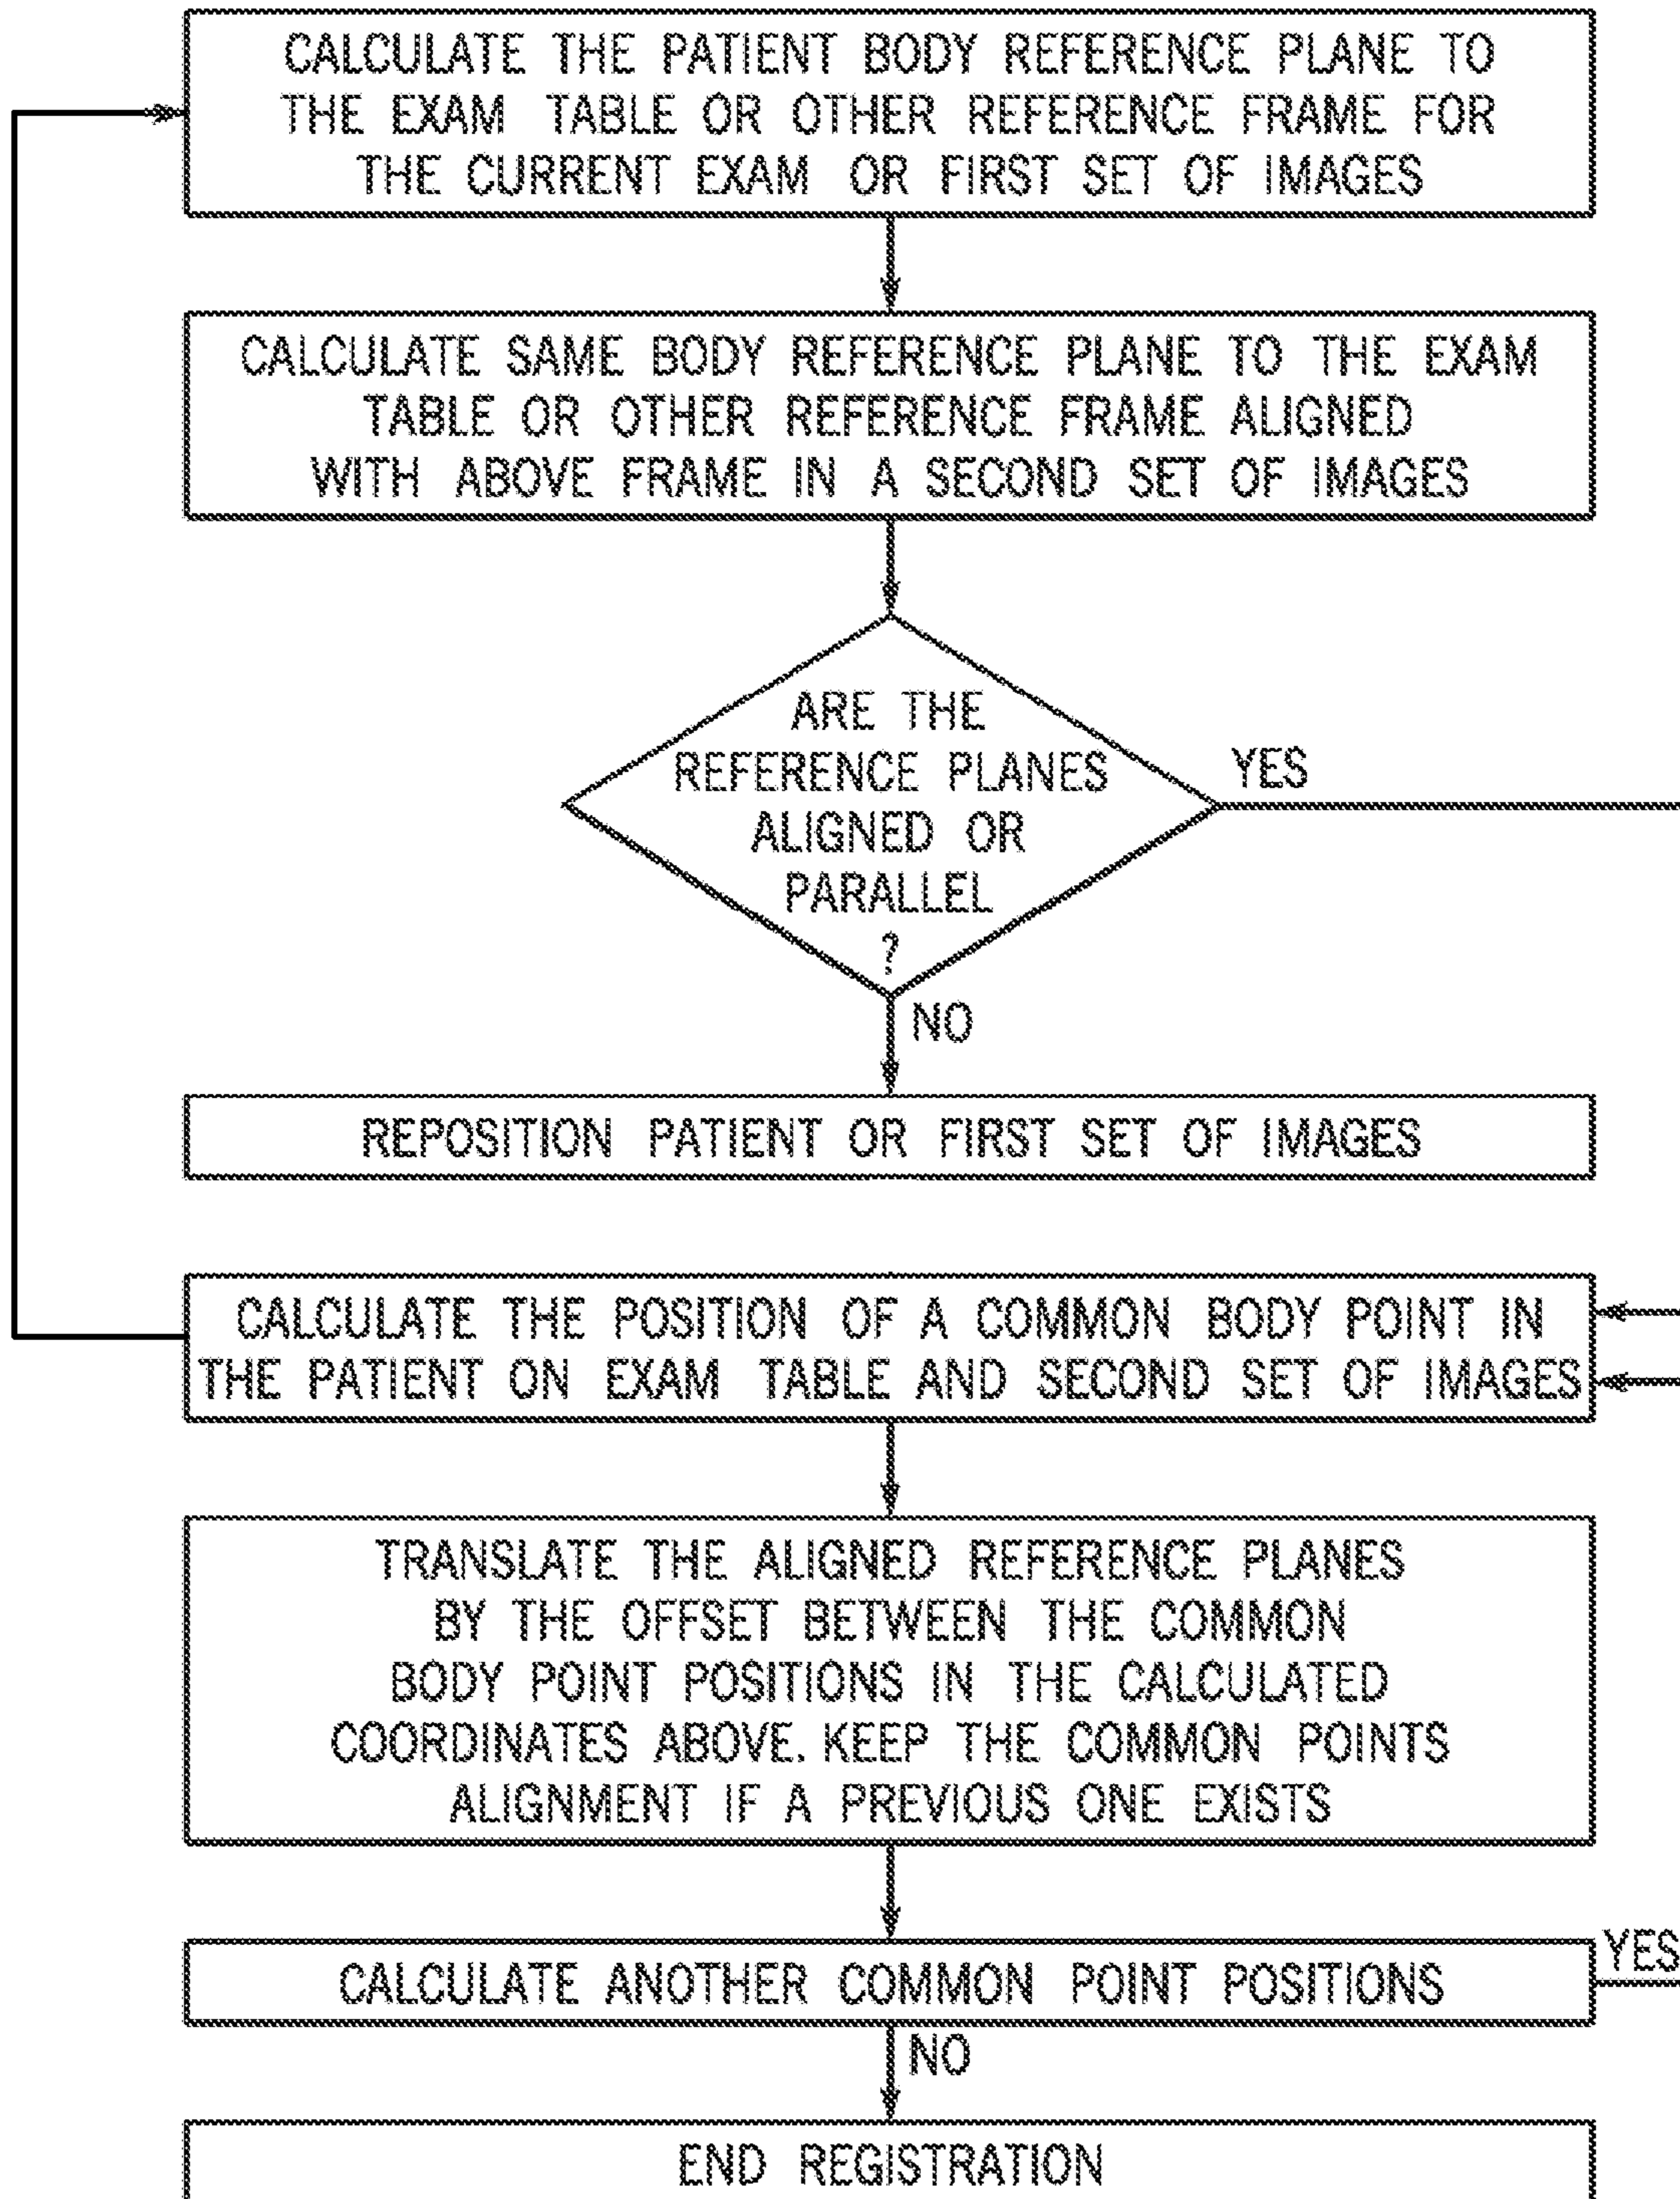 CALCULATE THE PATIENT BODY REFERENCE PLANE TO
THE EXAM TABLE OR OTHER REFERENCE FRAME FOR
THE CURRENT EXAM OR FIRST SET OF IMAGES
CALCULATE SAME BODY REFERENCE PLANE TO THE EXAM
TABLE OR OTHER REFERENCE FRAME ALIGNED
WITH ABOVE FRAME IN A SECOND SET OF IMAGES
ARE THE
REFERENCE PLANES
ALIGNED OR
PARALLEL
?
YES
NO
REPOSITION PATIENT OR FIRST SET OF IMAGES
CALCULATE THE POSITION OF A COMMON BODY POINT IN
THE PATIENT ON EXAM TABLE AND SECOND SET OF IMAGES
TRANSLATE THE ALIGNED REFERENCE PLANES
BY THE OFFSET BETWEEN THE COMMON
BODY POINT POSITIONS IN THE CALCULATED
COORDINATES ABOVE. KEEP THE COMMON POINTS
ALIGNMENT IF A PREVIOUS ONE EXISTS
CALCULATE ANOTHER COMMON POINT POSITIONS
YES
NO
END REGISTRATION